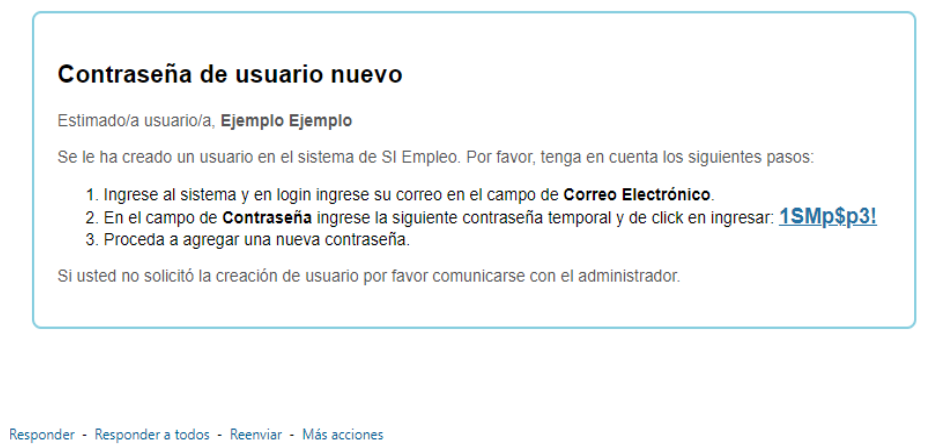 Contraseña de usuario nuevo
Estimado/a usuario/a, Ejemplo Ejemplo
Se le ha creado un usuario en el sistema de SI Empleo. Por favor, tenga en cuenta los siguientes pasos:
1. Ingrese al sistema y en login ingrese su correo en el campo de Correo Electrónico.
2. En el campo de Contraseña ingrese la siguiente contraseña temporal y de click en ingresar: 1SMp$p3!
3. Proceda a agregar una nueva contraseña.
Si usted no solicitó la creación de usuario por favor comunicarse con el administrador.
Responder - Responder a todos - Reenviar - Más acciones